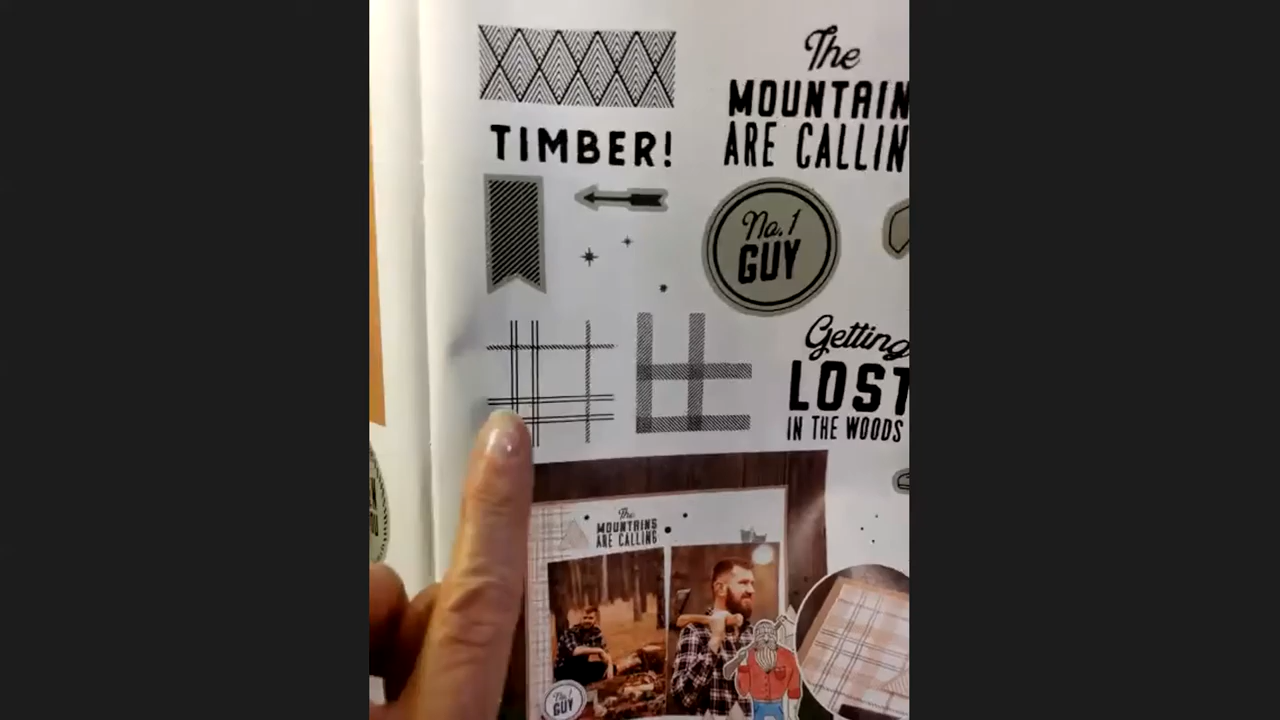 The
MOUNTAIN
ARE CALLIN
TIMBER!
No. 1
GUY
Getting
LOST
IN THE WOODS
The
MOUNTAINS
ARE CALLING
No. 1
GUY